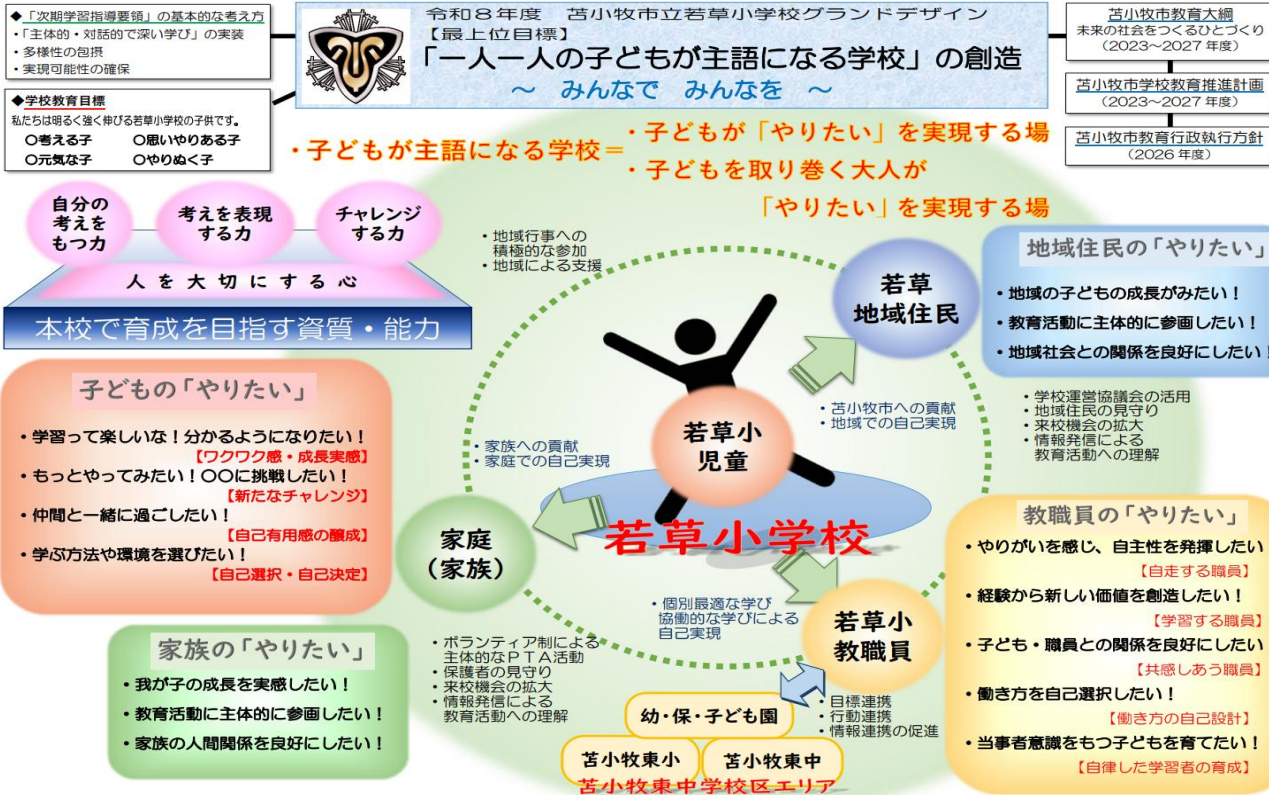 ◆「次期学習指導要領」の基本的な考え方
・「主体的・対話的で深い学び」の実装
・多様性の包摂
・実現可能性の確保
◆学校教育目標
私たちは明るく強く伸びる若草小学校の子供です。
○考える子　○思いやりある子
○元気な子　○やりぬく子
令和８年度　苫小牧市立若草小学校グランドデザイン
【最上位目標】
「一人一人の子どもが主語になる学校」の創造
～　みんなで　みんなを　～
苫小牧市教育大綱
未来の社会をつくるひとづくり
（2023～2027 年度）
苫小牧市学校教育推進計画
（2023～2027 年度）
苫小牧市教育行政執行方針
（2026 年度）
・子どもが主語になる学校＝
・子どもが「やりたい」を実現する場
・子どもを取り巻く大人が
「やりたい」を実現する場
自分の
考えを
もつ力
考えを表現
する力
チャレンジ
する力
人を大切にする心
本校で育成を目指す資質・能力
・地域行事への
積極的な参加
・地域による支援
若草
地域住民
地域住民の「やりたい」
・地域の子どもの成長がみたい！
・教育活動に主体的に参画したい！
・地域社会との関係を良好にしたい！
・学校運営協議会の活用
・地域住民の見守り
・来校機会の拡大
・情報発信による
教育活動への理解
子どもの「やりたい」
・学習って楽しいな！分かるようになりたい！
【ワクワク感・成長実感】
・もっとやってみたい！〇〇に挑戦したい！
【新たなチャレンジ】
・仲間と一緒に過ごしたい！
【自己有用感の醸成】
・学ぶ方法や環境を選びたい！
【自己選択・自己決定】
若草小
児童
・苫小牧市への貢献
・地域での自己実現
・家族への貢献
・家庭での自己実現
若草小学校
家庭
（家族）
・個別最適な学び
協働的な学びによる
自己実現
若草小
教職員
教職員の「やりたい」
・やりがいを感じ、自主性を発揮したい
【自走する職員】
・経験から新しい価値を創造したい！
【学習する職員】
・子ども・職員との関係を良好にしたい
【共感しあう職員】
・働き方を自己選択したい！
【働き方の自己設計】
・当事者意識をもつ子どもを育てたい！
【自律した学習者の育成】
家族の「やりたい」
・我が子の成長を実感したい！
・教育活動に主体的に参画したい！
・家族の人間関係を良好にしたい！
・ボランティア制による
主体的なＰＴＡ活動
・保護者の見守り
・来校機会の拡大
・情報発信による
教育活動への理解
・目標連携
・行動連携
・情報連携の促進
幼・保・子ども園
苫小牧東小
苫小牧東中
苫小牧東中学校区エリア